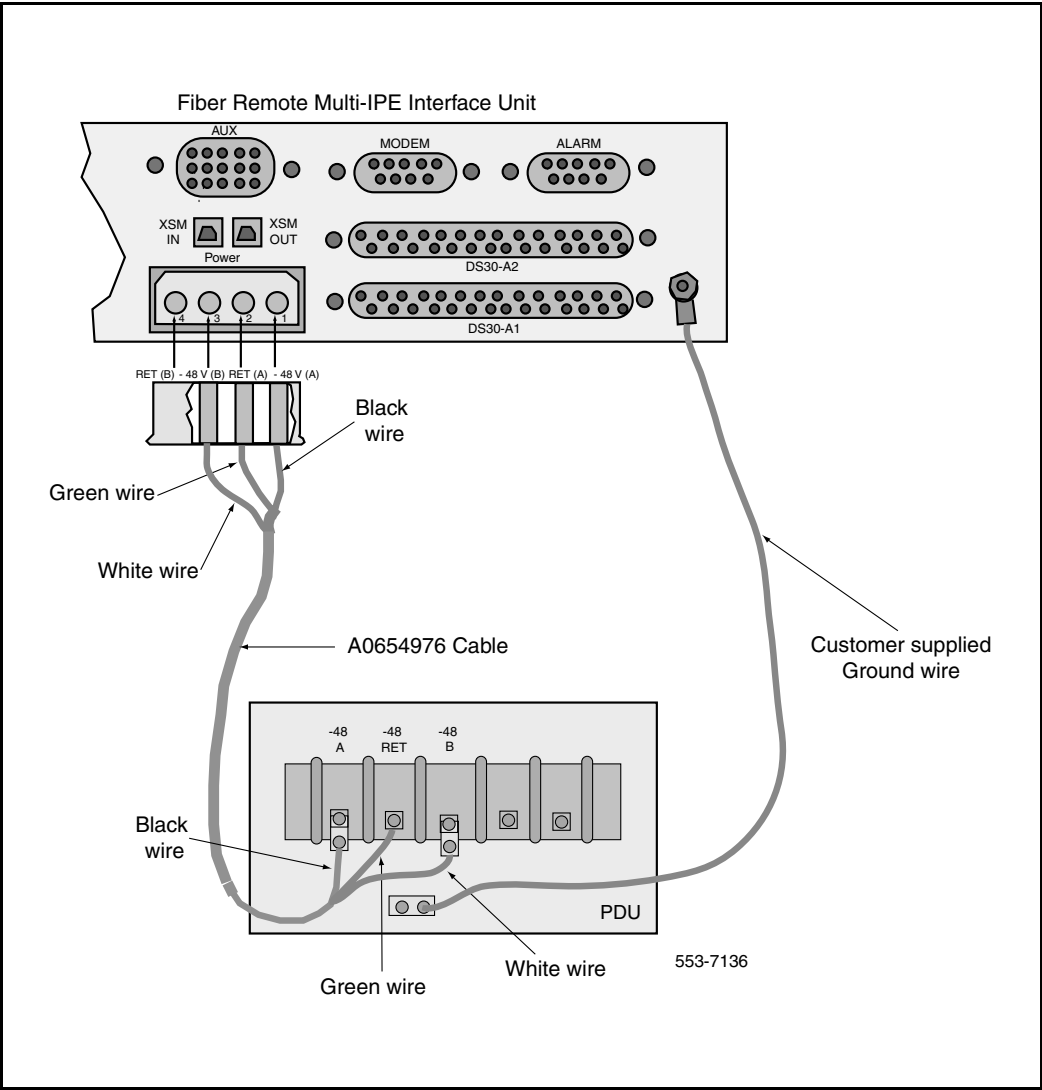 Fiber Remote Multi-IPE Interface Unit
AUX
MODEM
ALARM
XSM
IN
XSM
OUT
Power
DS30-A2
4
3
2
1
DS30-A1
RET (B)
- 48 V (B)
RET (A)
- 48 V (A)
Black
wire
Green wire
White wire
A0654976 Cable
Customer supplied
Ground wire
-48
A
-48
RET
-48
B
Black
wire
PDU
White wire
Green wire
553-7136